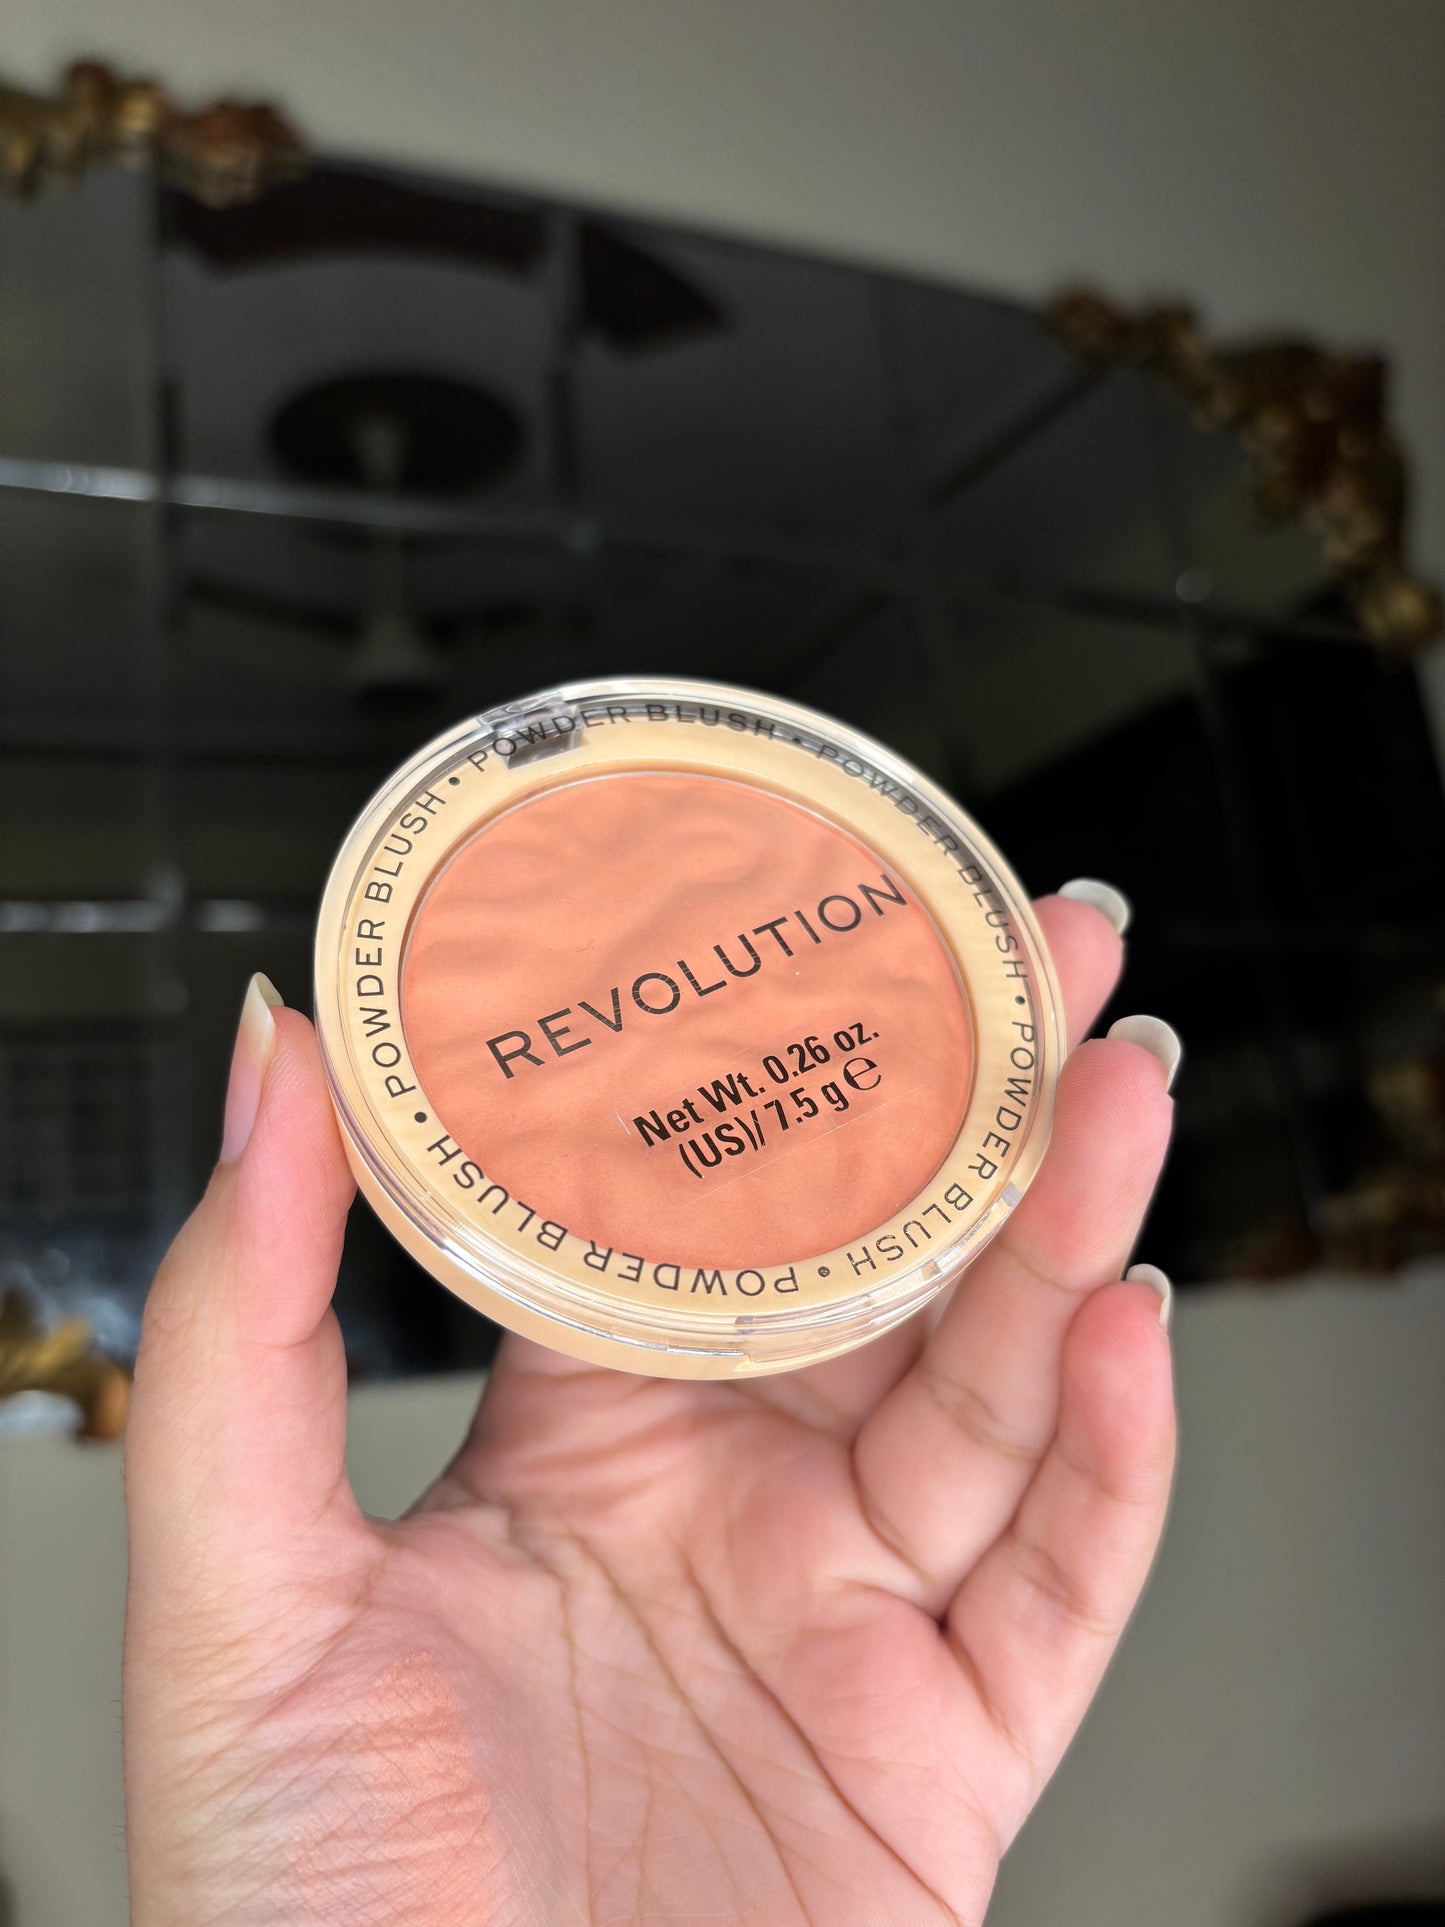 POWDER BLUSH • POWDER BLUSH • POWDER BLUSH • POWDER BLUSH • POWDER BLUSH •
REVOLUTION
Net Wt. 0.26 oz.
(US)/ 7.5 g ℮